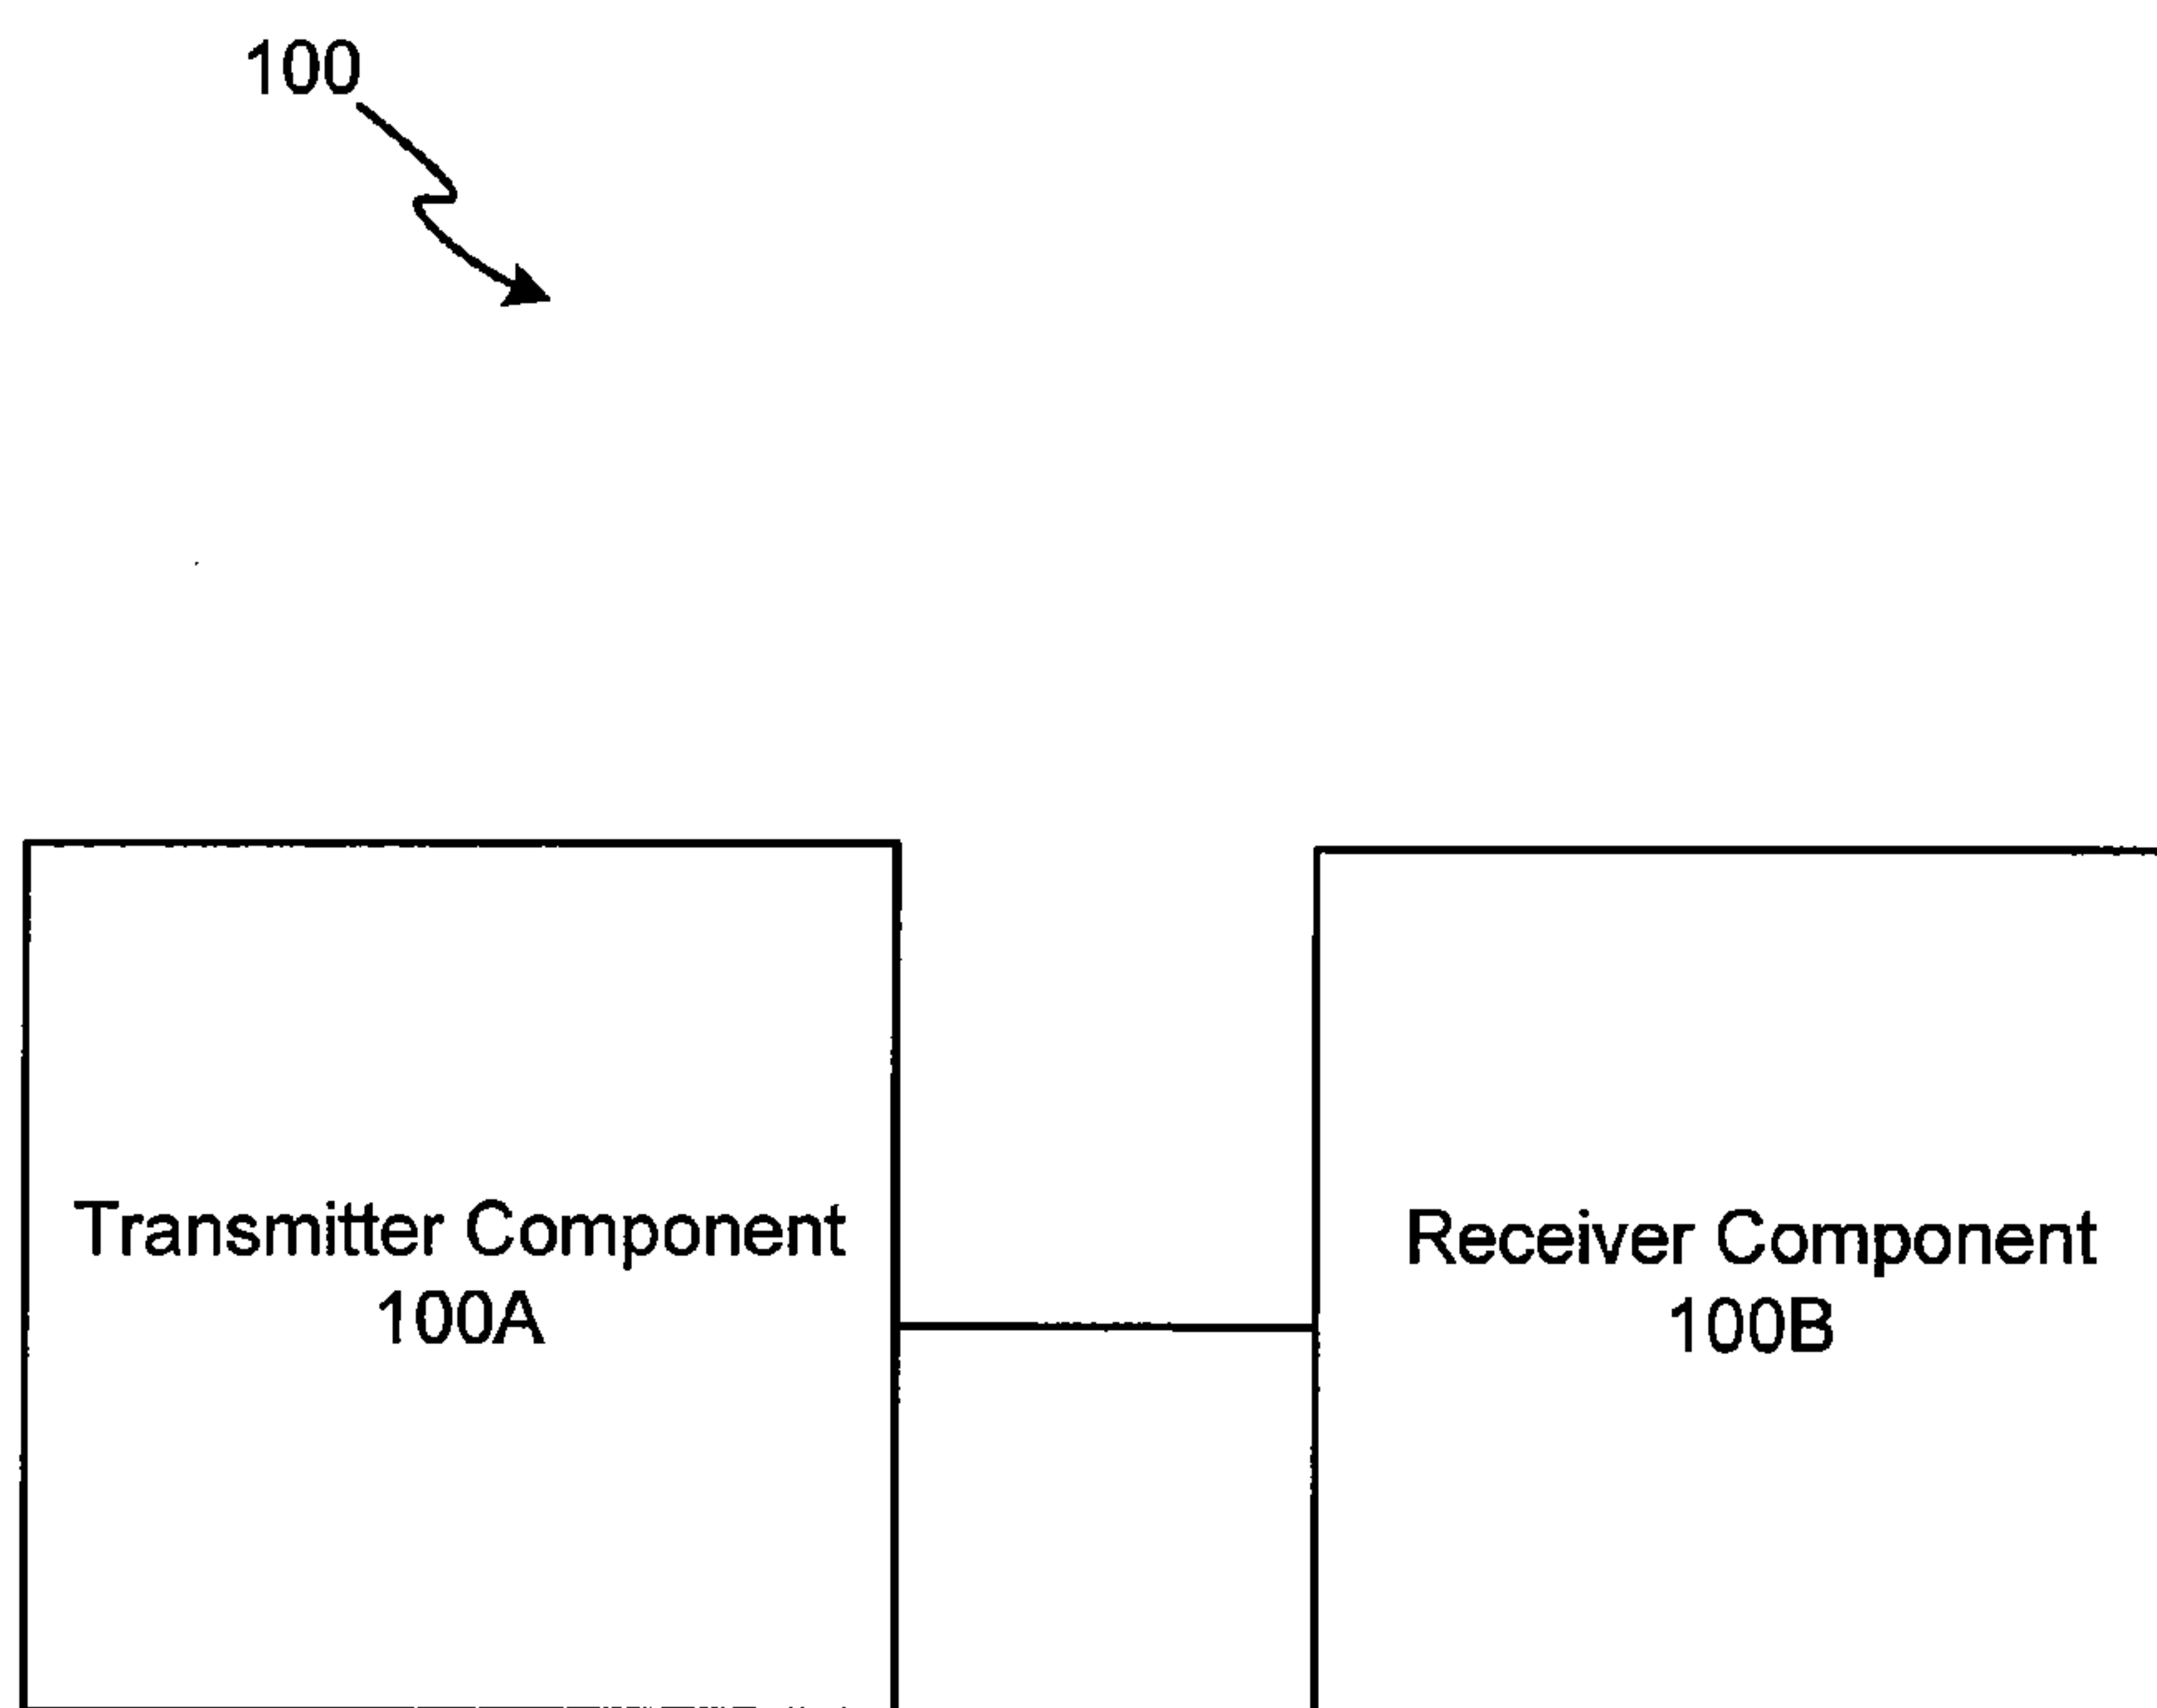 100
Transmitter Component
100A
Receiver Component
100B